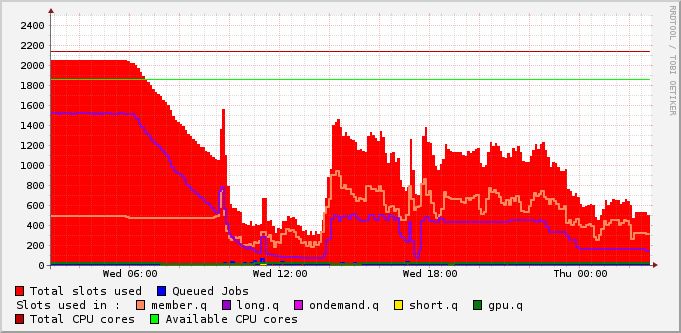 2400
2200
2000
1800
1600
1400
1200
1000
800
600
400
200
0
Wed 06:00 Wed 12:00 Wed 18:00 Thu 00:00
Total slots used Queued Jobs
Slots used in : member.q long.q ondemand.q short.q gpu.q
Total CPU cores Available CPU cores
RRDTOOL / TOBI OETIKER